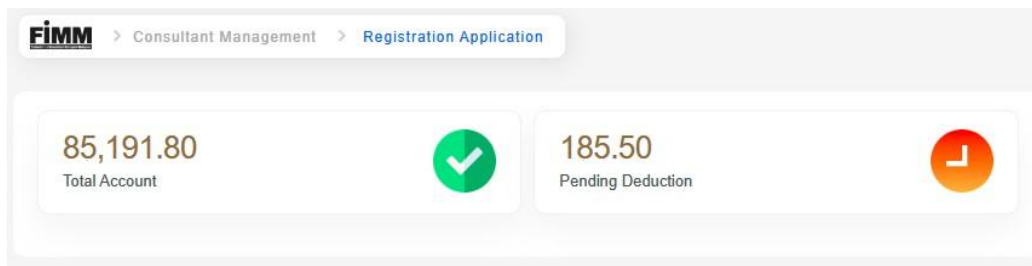 FiMM > Consultant Management > Registration Application
85,191.80
Total Account
185.50
Pending Deduction